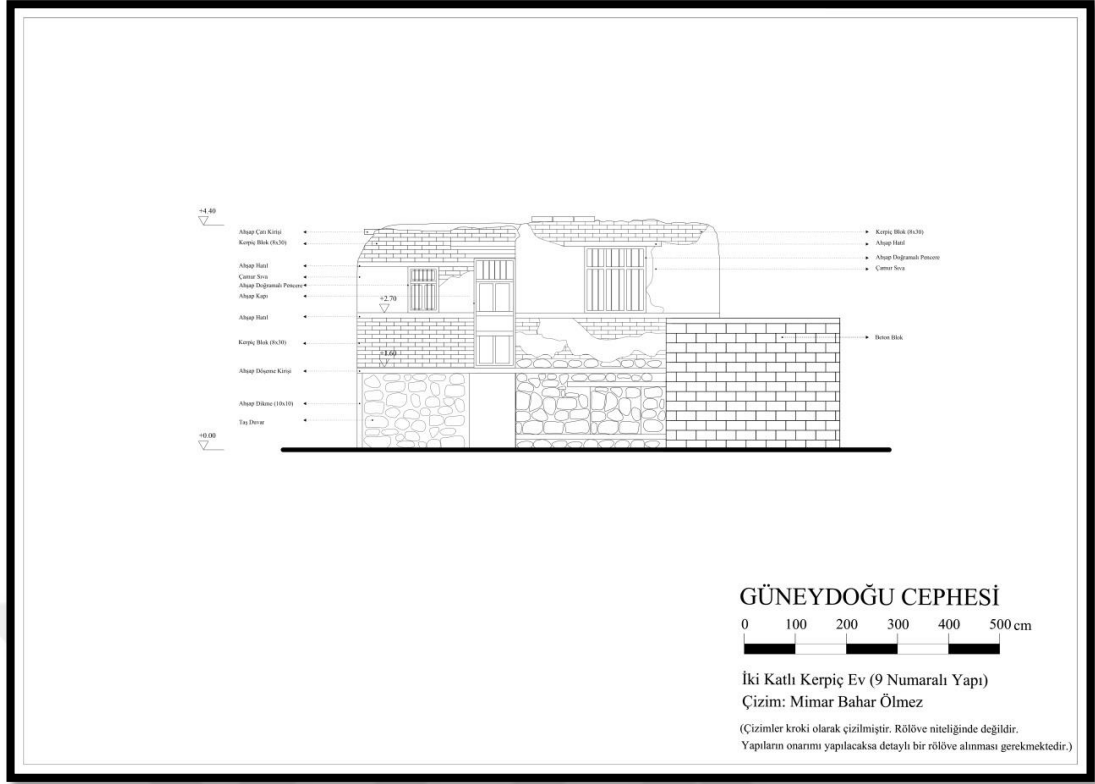 +4.40
Ahşap Çatı Kirişi
Kerpiç Blok (8x30)
Ahşap Hatıl
Çamur Sıva
Ahşap Doğramalı Pencere
Ahşap Kapı
+2.70
Ahşap Hatıl
Kerpiç Blok (8x30)
+1.60
Ahşap Döşeme Kirişi
Ahşap Dikme (10x10)
Taş Duvar
+0.00
Kerpiç Blok (8x30)
Ahşap Hatıl
Ahşap Doğramalı Pencere
Çamur Sıva
Beton Blok
GÜNEYDOĞU CEPHESİ
0 100 200 300 400 500 cm
İki Katlı Kerpiç Ev (9 Numaralı Yapı)
Çizim: Mimar Bahar Ölmez
(Çizimler kroki olarak çizilmiştir. Rölöve niteliğinde değildir.
Yapıların onarımı yapılacaksa detaylı bir rölöve alınması gerekmektedir.)